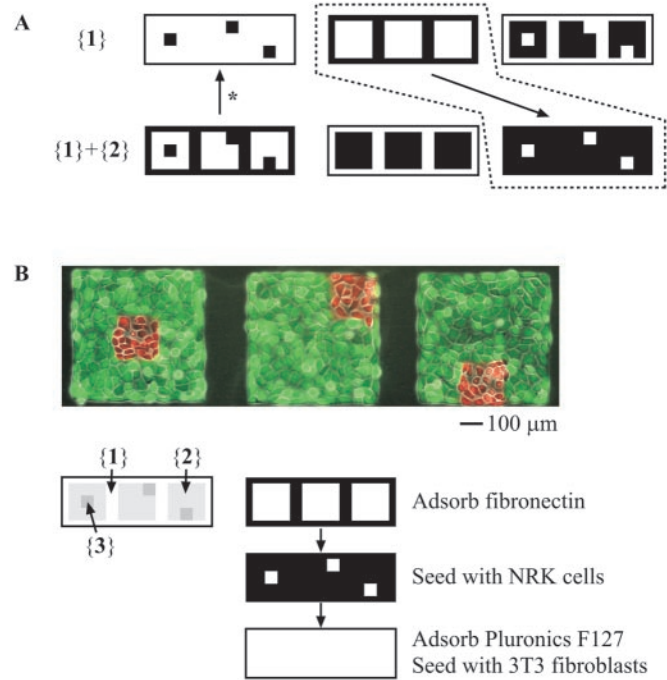 A
{1}
*
{1}+{2}
B
100 μm
{1}
{2}
{3}
Adsorb fibronectin
Seed with NRK cells
Adsorb Pluronics F127
Seed with 3T3 fibroblasts